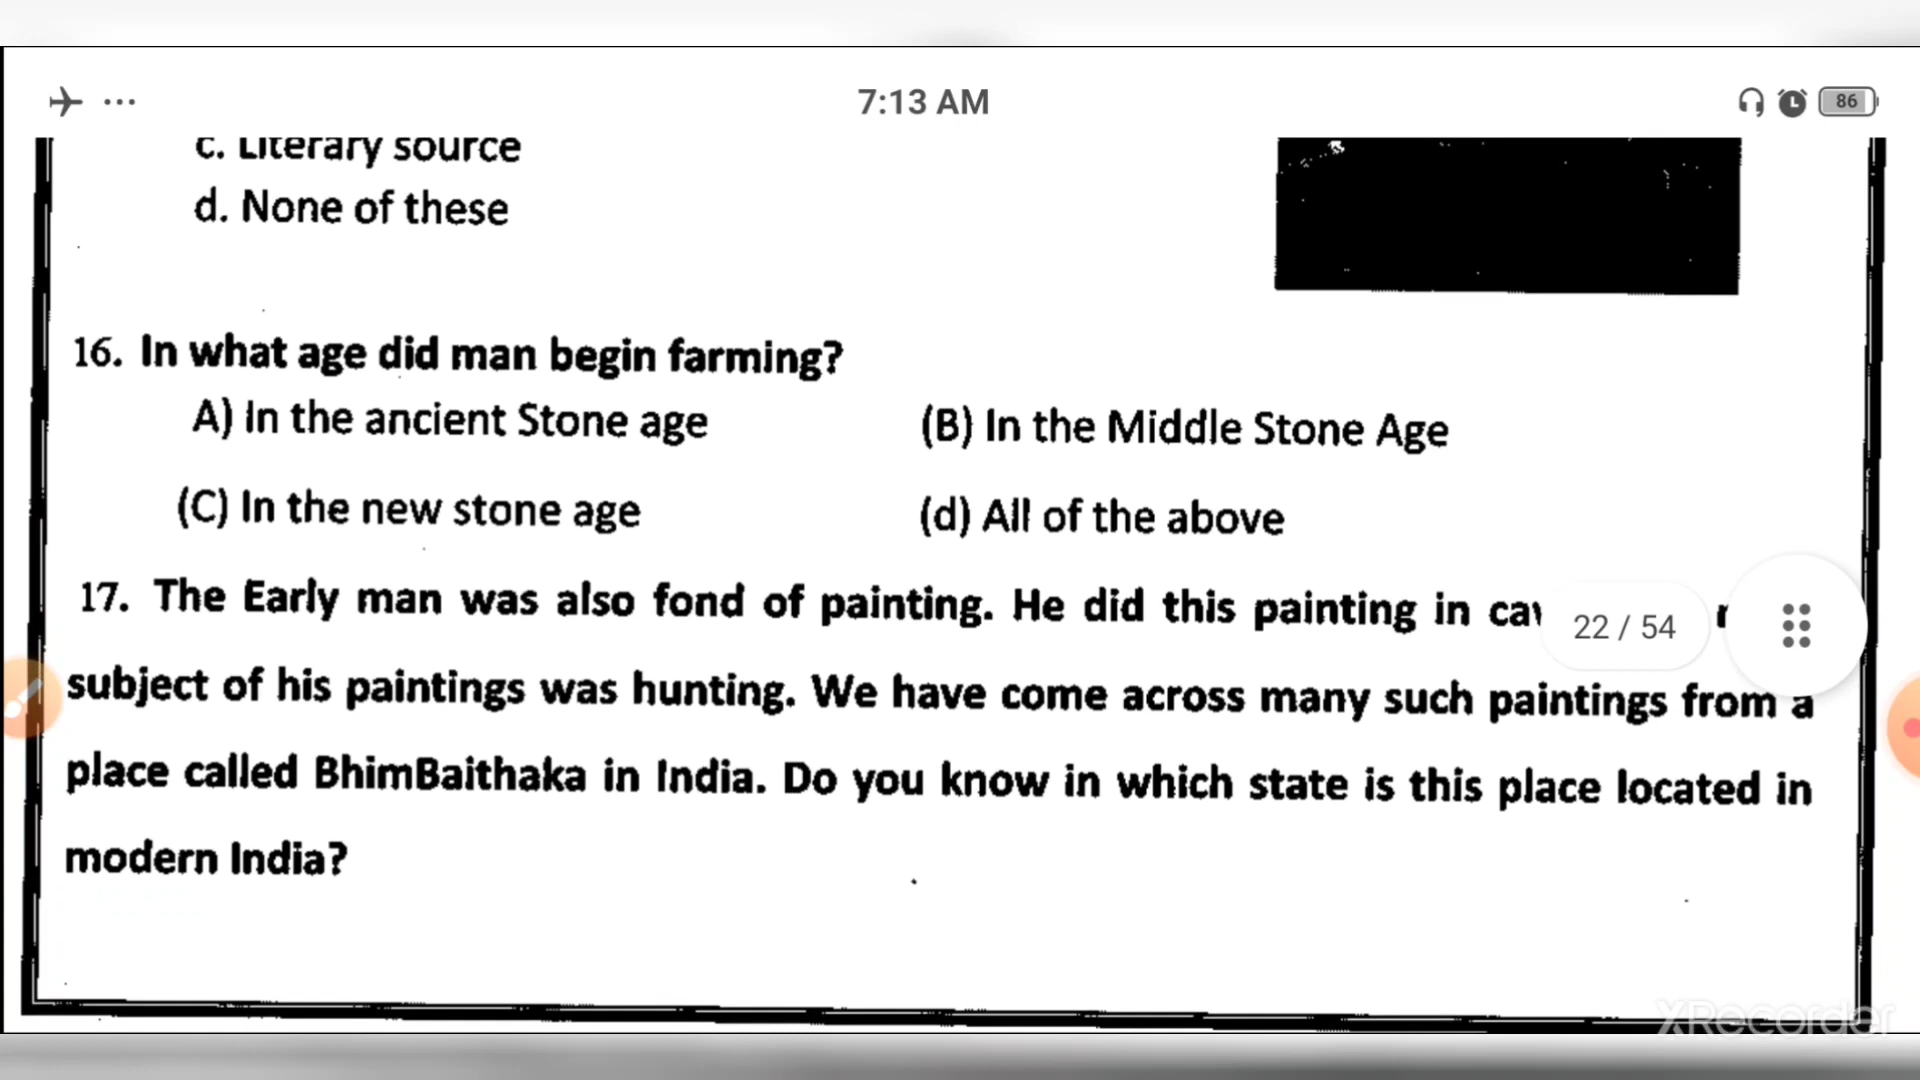 7:13 AM
86
c. Literary source
d. None of these
16. In what age did man begin farming?
A) In the ancient Stone age (B) In the Middle Stone Age
(C) In the new stone age (d) All of the above
17. The Early man was also fond of painting. He did this painting in
22 / 54
subject of his paintings was hunting. We have come across many such paintings from a
place called BhimBaithaka in India. Do you know in which state is this place located in
modern India?
XRecorder